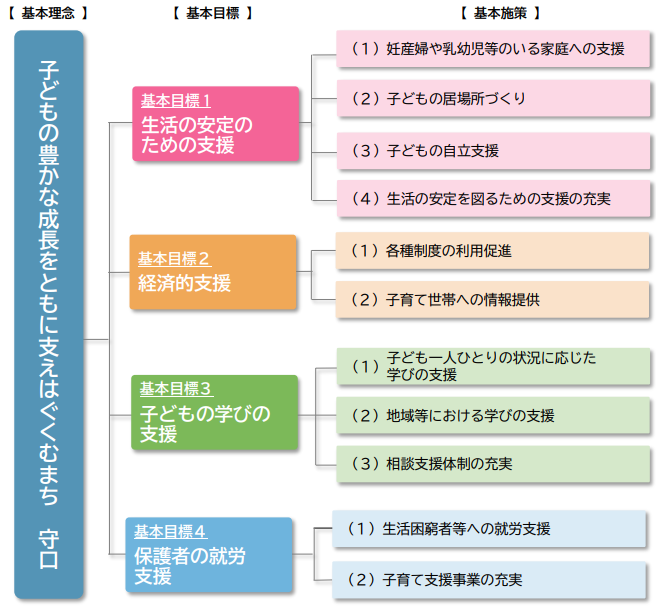 【 基本理念 】
【 基本目標 】
【 基本施策 】
子どもの豊かな成長をともに支えはぐくむまち　守口
基本目標１
生活の安定の
ための支援
（１）妊産婦や乳幼児等のいる家庭への支援
（２）子どもの居場所づくり
（３）子どもの自立支援
（４）生活の安定を図るための支援の充実
基本目標２
経済的支援
（１）各種制度の利用促進
（２）子育て世帯への情報提供
基本目標３
子どもの学びの
支援
（１）子ども一人ひとりの状況に応じた
学びの支援
（２）地域等における学びの支援
（３）相談支援体制の充実
基本目標４
保護者の就労
支援
（１）生活困窮者等への就労支援
（２）子育て支援事業の充実